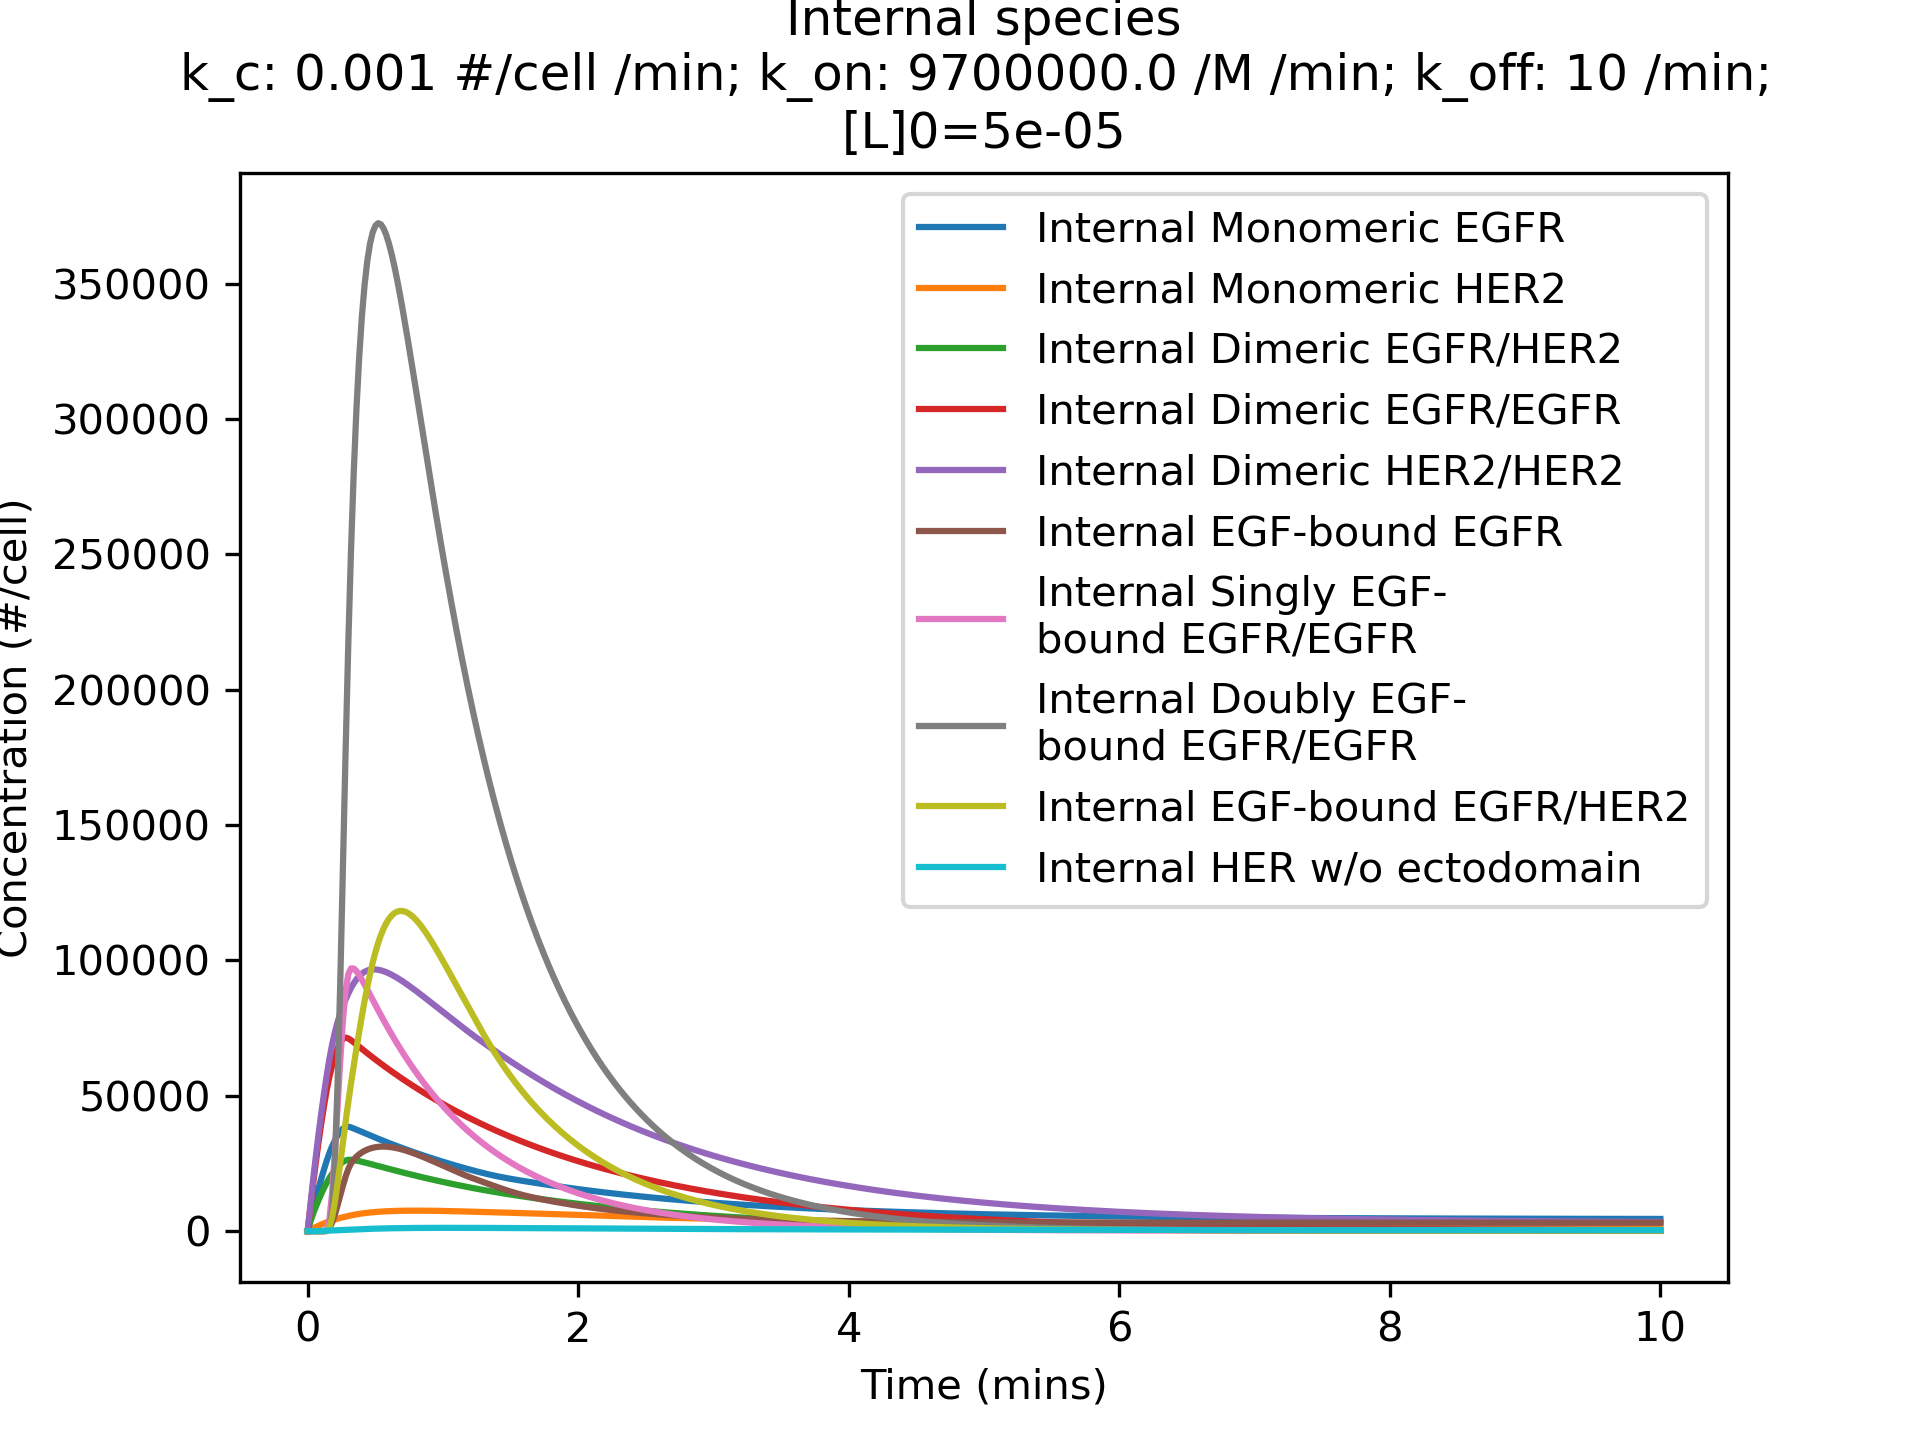 Internal species
k_c: 0.001 #/cell /min; k_on: 9700000.0 /M /min; k_off: 10 /min;
[L]0=5e-05
Internal Monomeric EGFR
Internal Monomeric HER2
Internal Dimeric EGFR/HER2
Internal Dimeric EGFR/EGFR
Internal Dimeric HER2/HER2
Internal EGF-bound EGFR
Internal Singly EGF-
bound EGFR/EGFR
Internal Doubly EGF-
bound EGFR/EGFR
Internal EGF-bound EGFR/HER2
Internal HER w/o ectodomain
Concentration (#/cell)
350000
300000
250000
200000
150000
100000
50000
0
0 2 4 6 8 10
Time (mins)